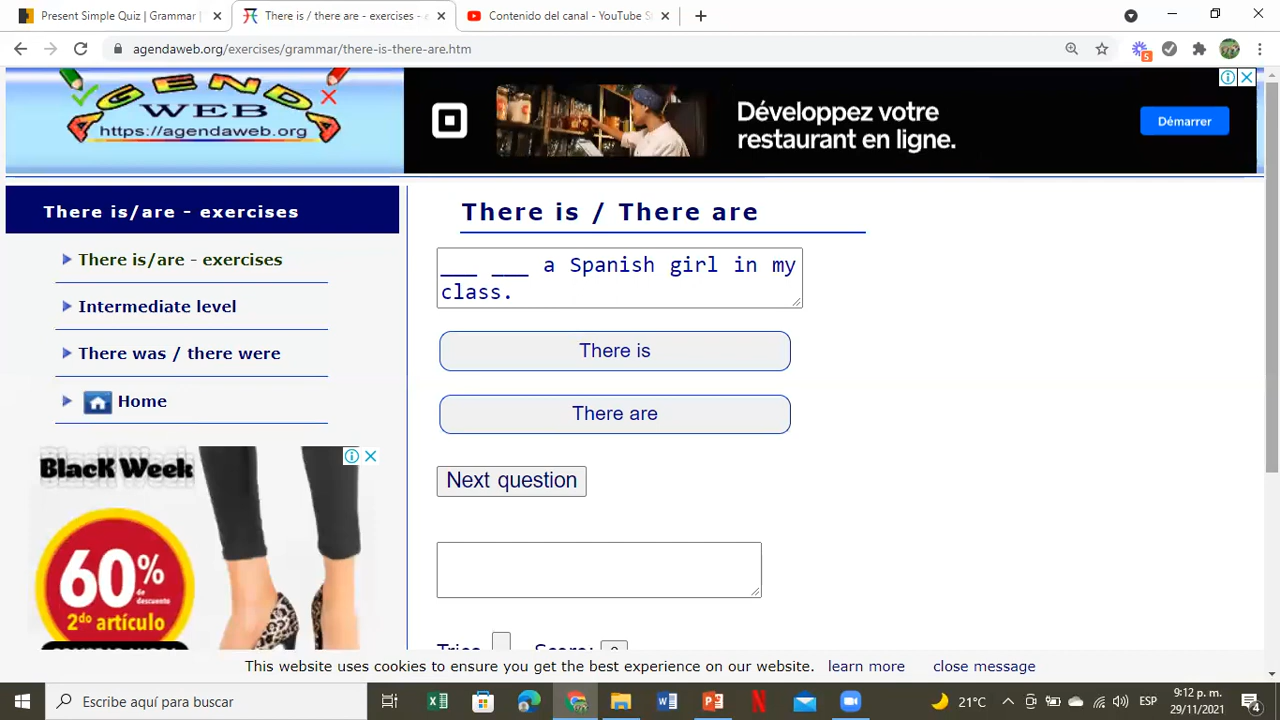 Present Simple Quiz | Grammar |
There is / there are - exercises -
Contenido del canal - YouTube S
agendaweb.org/exercises/grammar/there-is-there-are.htm
5
AGENDA
WEB
https://agendaweb.org
Développez votre
restaurant en ligne.
Démarrer
There is/are - exercises
There is/are - exercises
Intermediate level
There was / there were
Home
BlacK Week
60%
de descuento
2do artículo
There is / There are
___ ___ a Spanish girl in my
class.
There is
There are
Next question
This website uses cookies to ensure you get the best experience on our website. learn more close message
Escribe aquí para buscar
21°C
ESP
9:12 p. m.
29/11/2021
4